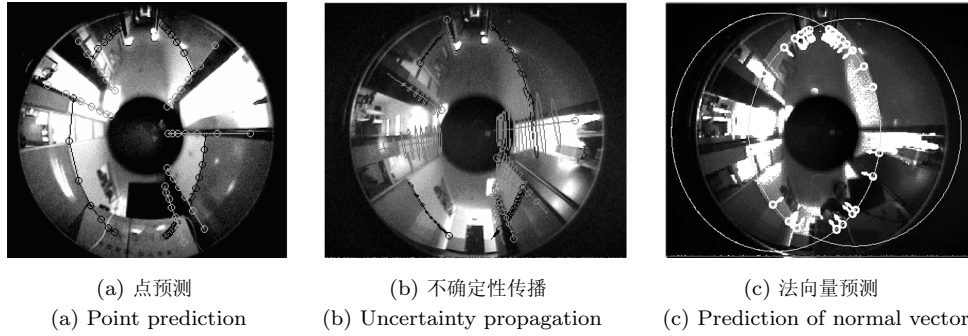 (a) 点预测
(b) 不确定性传播
(c) 法向量预测
(a) Point prediction
(b) Uncertainty propagation
(c) Prediction of normal vector